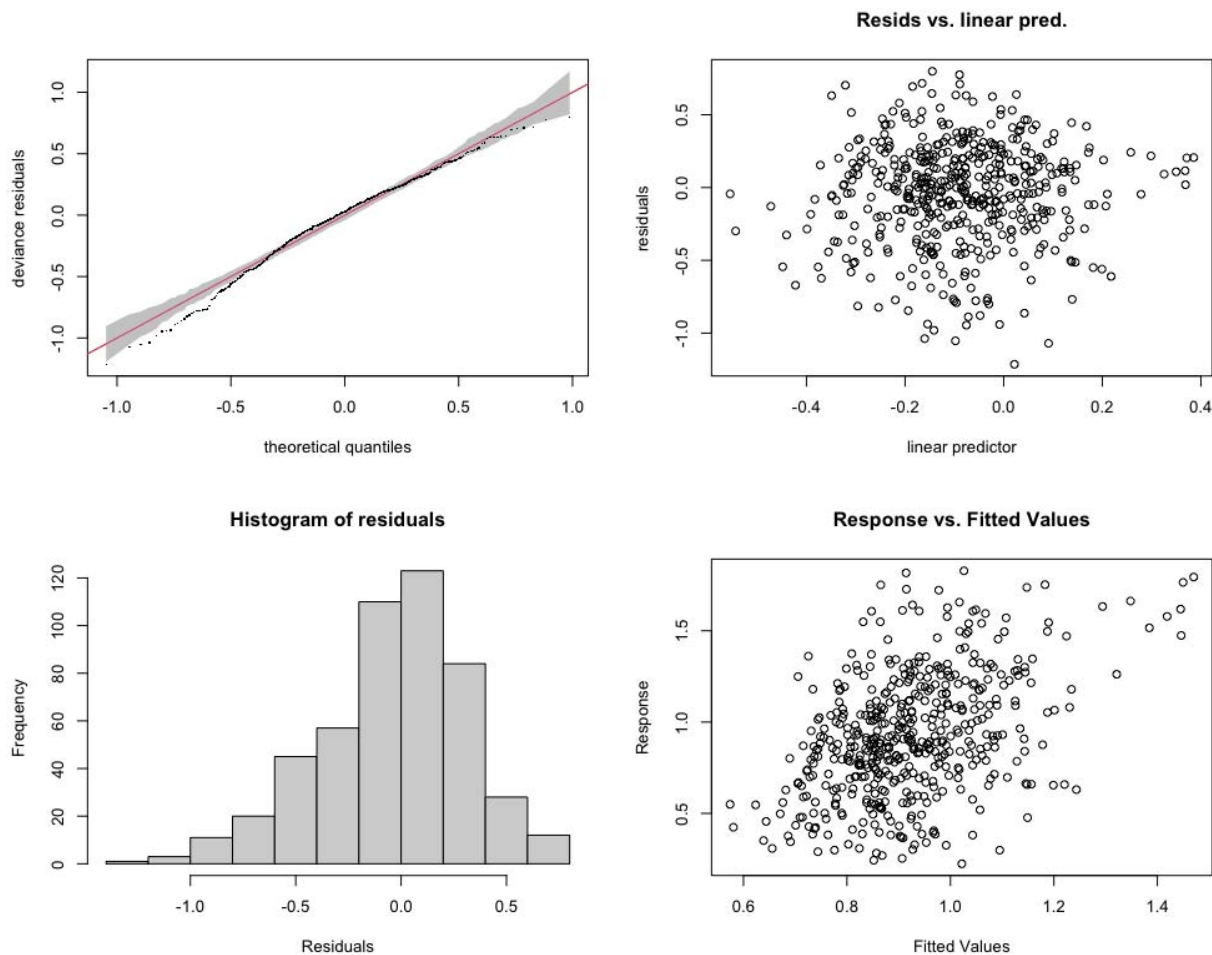 deviance residuals
1.0
0.5
0.0
-0.5
-1.0
-1.0 -0.5 0.0 0.5 1.0
theoretical quantiles
Resids vs. linear pred.
residuals
0.5
0.0
-0.5
-1.0
-0.4 -0.2 0.0 0.2 0.4
linear predictor
Histogram of residuals
Frequency
120
100
80
60
40
20
0
-1.0 -0.5 0.0 0.5
Residuals
Response vs. Fitted Values
Response
1.5
1.0
0.5
0.6 0.8 1.0 1.2 1.4
Fitted Values